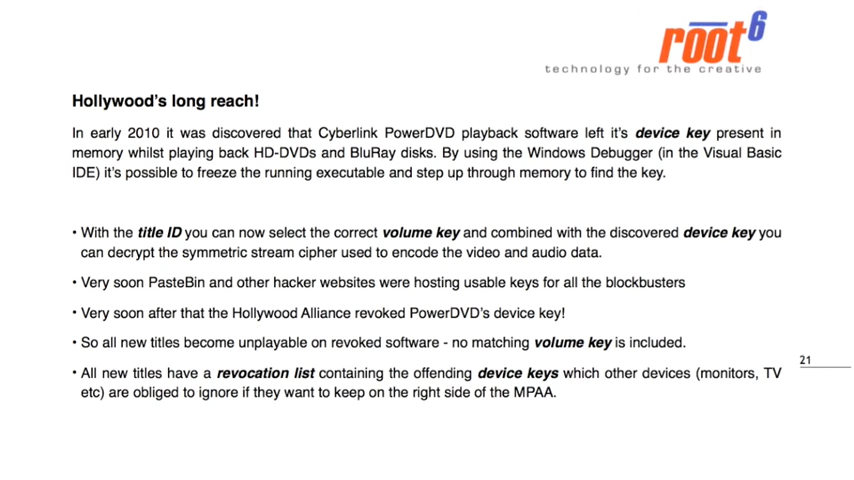 root6
technology for the creative
Hollywood's long reach!
In early 2010 it was discovered that Cyberlink PowerDVD playback software left it's device key present in
memory whilst playing back HD-DVDs and BluRay disks. By using the Windows Debugger (in the Visual Basic
IDE) it's possible to freeze the running executable and step up through memory to find the key.
• With the title ID you can now select the correct volume key and combined with the discovered device key you
can decrypt the symmetric stream cipher used to encode the video and audio data.
• Very soon PasteBin and other hacker websites were hosting usable keys for all the blockbusters
• Very soon after that the Hollywood Alliance revoked PowerDVD's device key!
• So all new titles become unplayable on revoked software - no matching volume key is included.
• All new titles have a revocation list containing the offending device keys which other devices (monitors, TV
etc) are obliged to ignore if they want to keep on the right side of the MPAA.
21